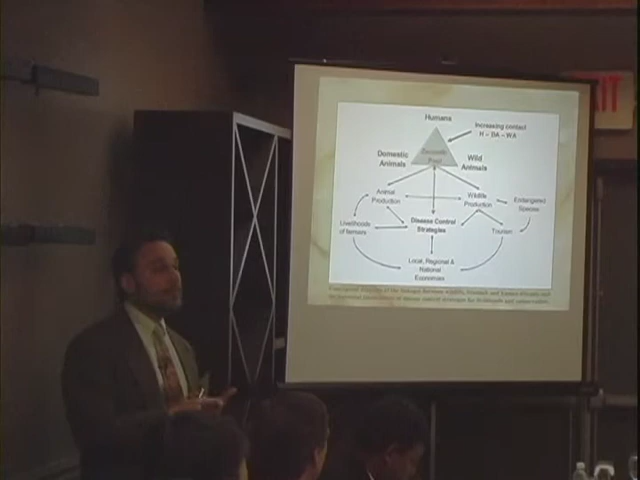 Humans
Increasing contact
H – DA – WA
Domestic
Animals
Wild
Animals
Zoonotic
Pool
Animal
Production
Wildlife
Production
Endangered
Species
Livelihoods
of farmers
Disease Control
Strategies
Tourism
Local, Regional &
National
Economies
EXIT